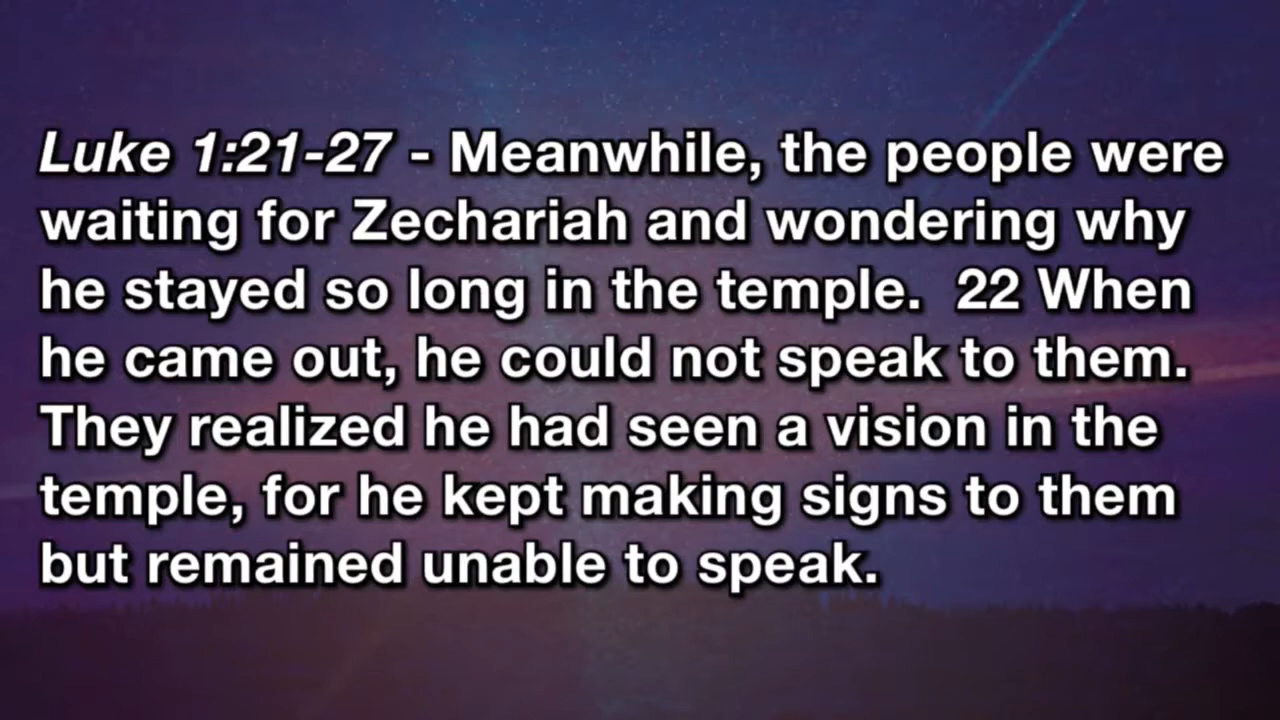 Luke 1:21-27 - Meanwhile, the people were
waiting for Zechariah and wondering why
he stayed so long in the temple.  22 When
he came out, he could not speak to them.
They realized he had seen a vision in the
temple, for he kept making signs to them
but remained unable to speak.